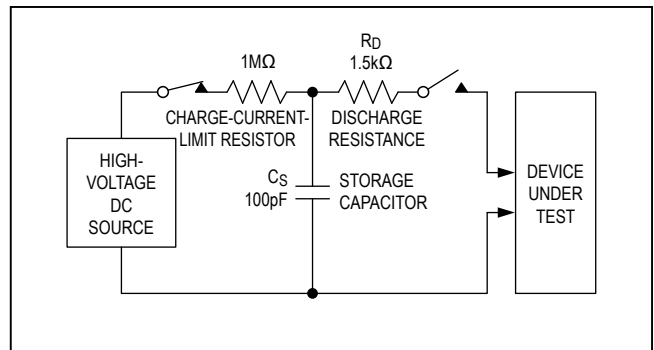 1MΩ
CHARGE-CURRENT-
LIMIT RESISTOR
RD
1.5kΩ
DISCHARGE
RESISTANCE
HIGH-
VOLTAGE
DC
SOURCE
CS
100pF
STORAGE
CAPACITOR
DEVICE
UNDER
TEST